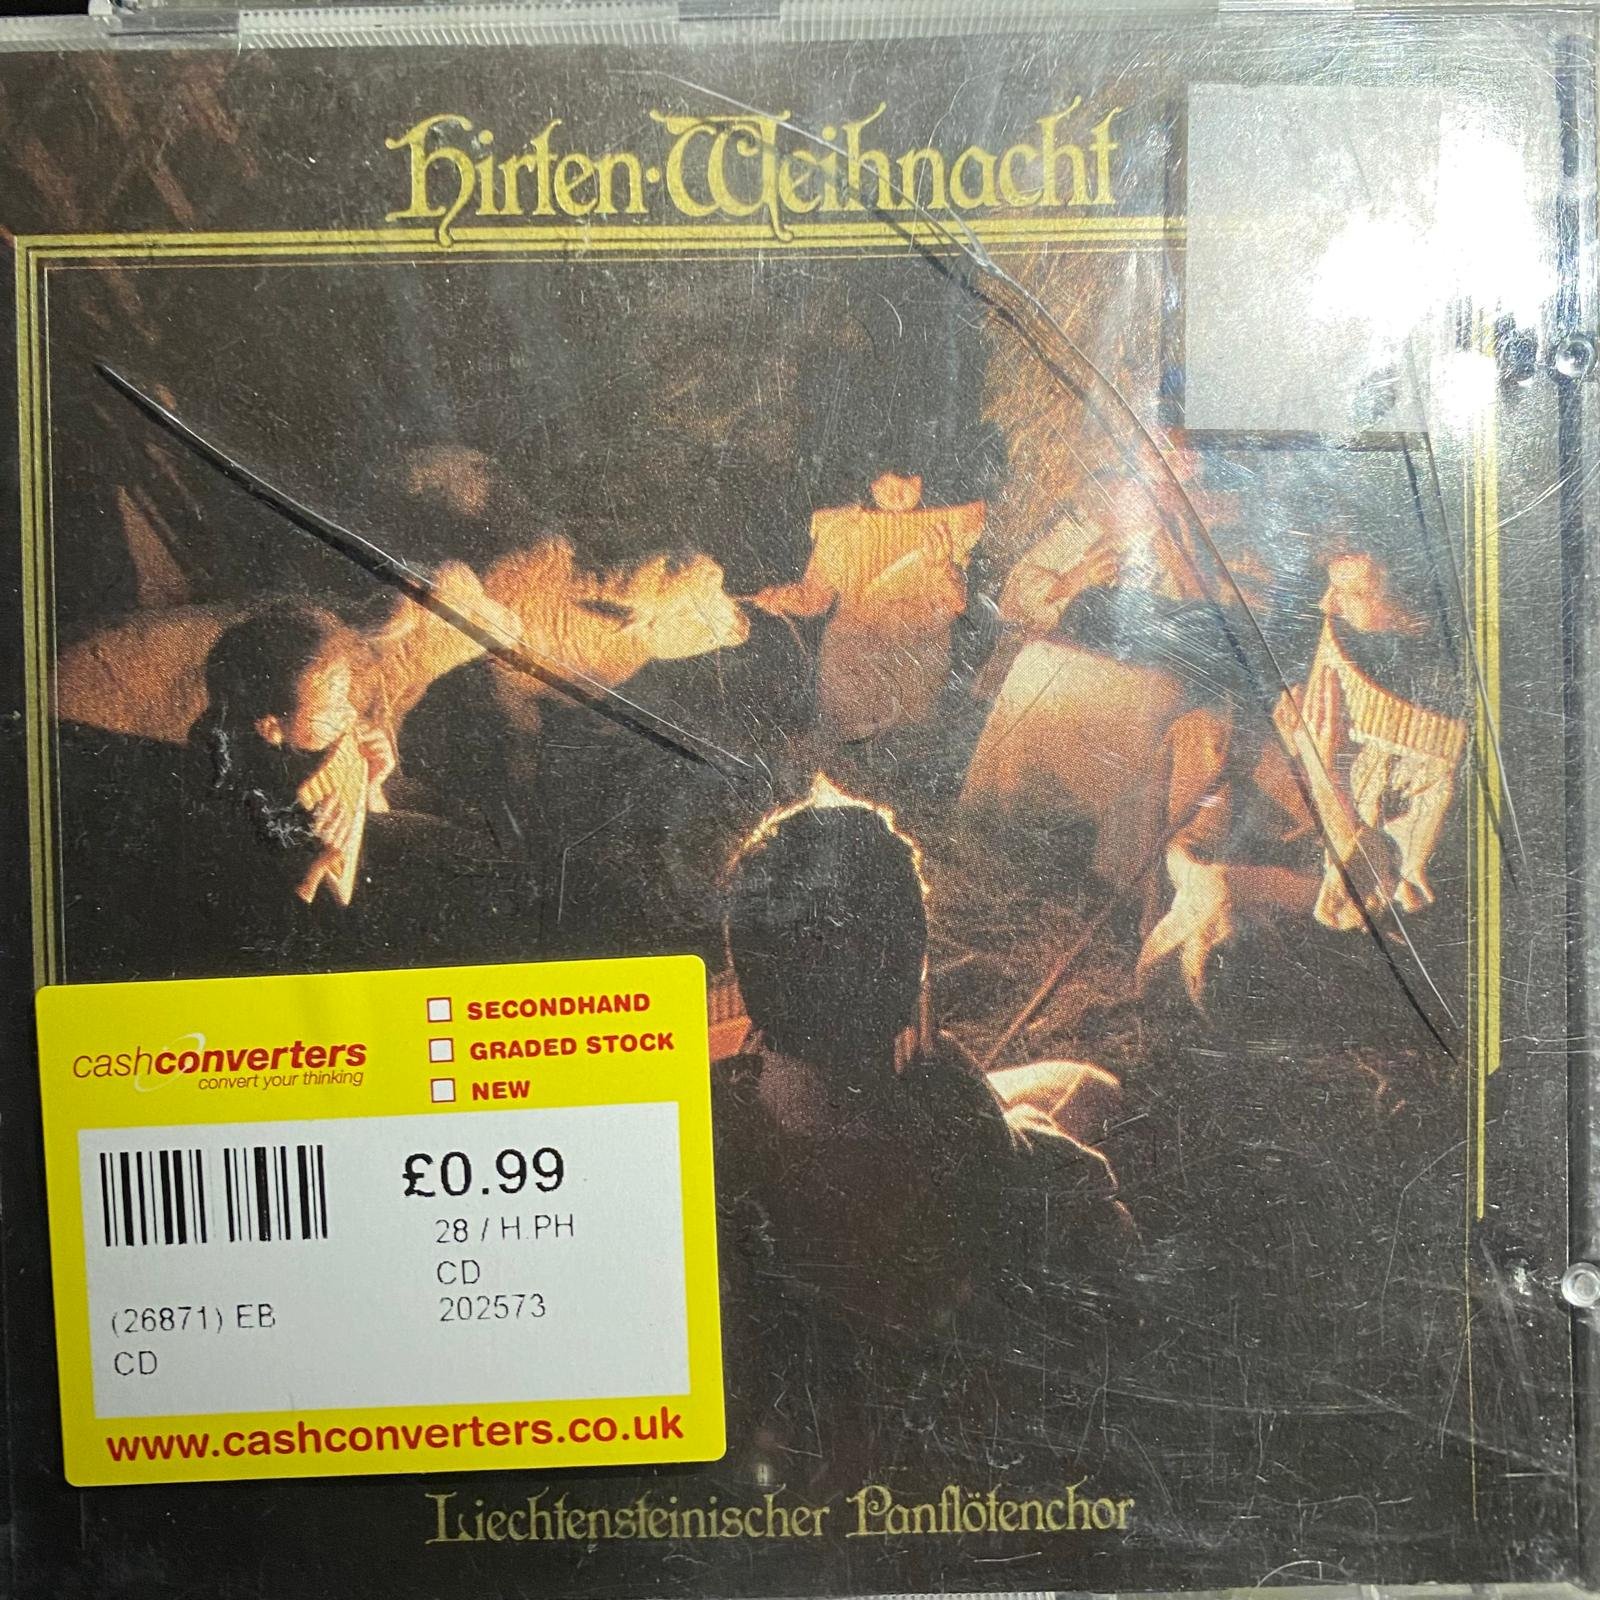 Hirten·Weihnacht
cashconverters
convert your thinking
SECONDHAND
GRADED STOCK
NEW
£0.99
28 / H.PH
CD
202573
(26871) EB
CD
www.cashconverters.co.uk
Liechtensteinischer Panflötenchor